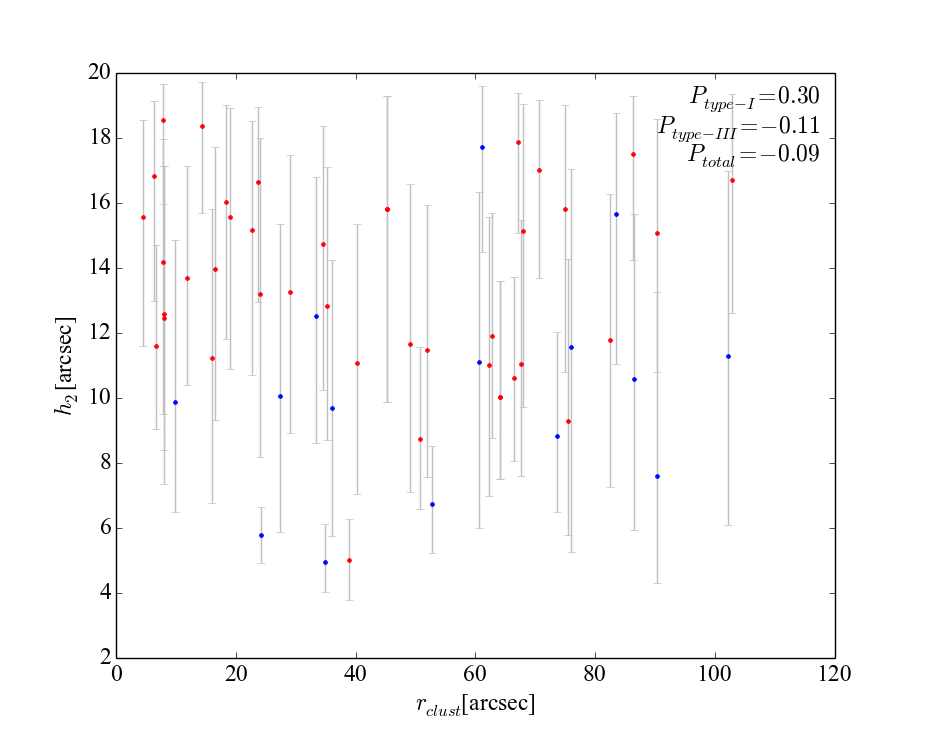 20
18
16
14
12
10
8
6
4
2
h2 [arcsec]
P_type−I=0.30
P_type−III=−0.11
P_total=−0.09
0 20 40 60 80 100 120
r_clust[arcsec]